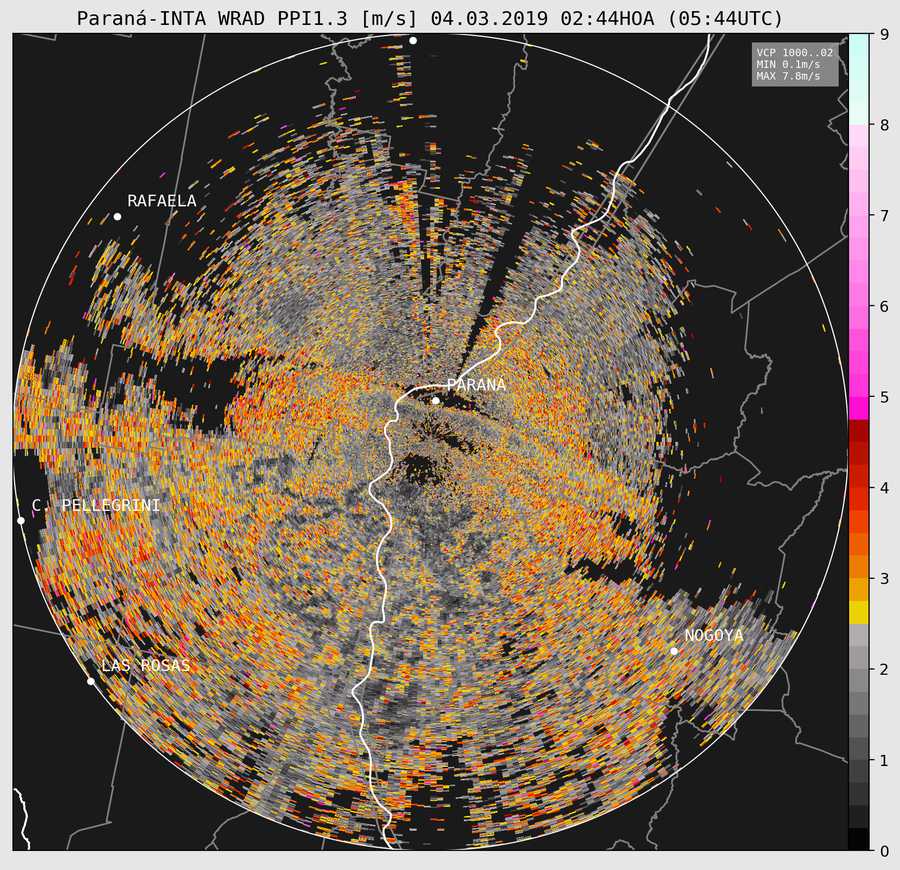 Paraná-INTA WRAD PPI1.3 [m/s] 04.03.2019 02:44HOA (05:44UTC)
VCP 1000..02
MIN 0.1m/s
MAX 7.8m/s
RAFAELA
PARANÁ
C. PELLEGRINI
NOGOYA
LAS ROSAS
9
8
7
6
5
4
3
2
1
0